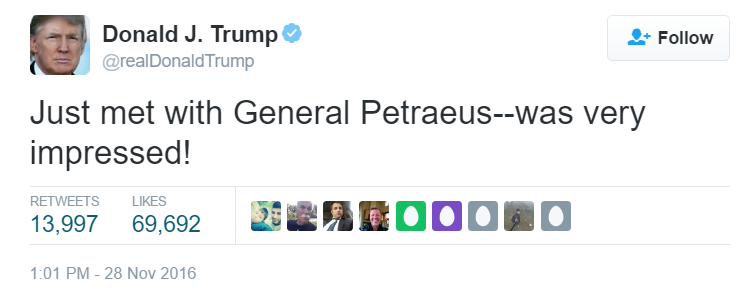 Donald J. Trump
@realDonaldTrump
Follow
Just met with General Petraeus--was very
impressed!
RETWEETS LIKES
13,997 69,692
1:01 PM - 28 Nov 2016